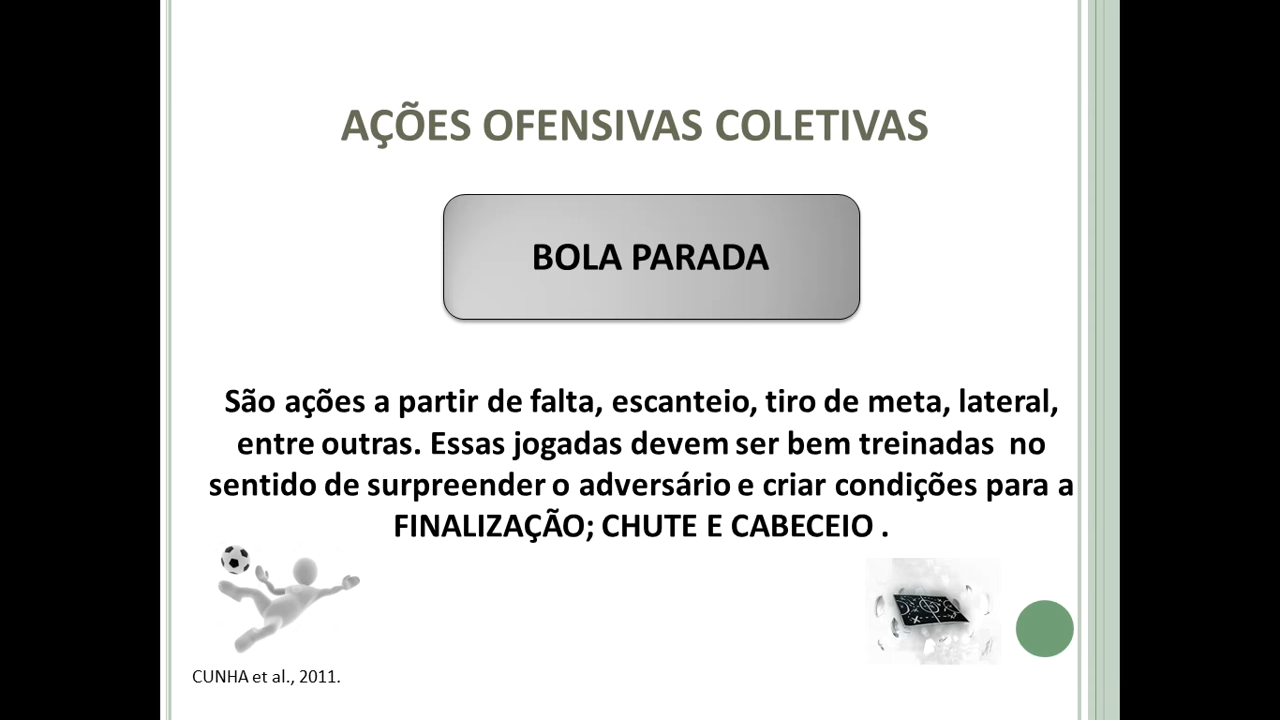 AÇÕES OFENSIVAS COLETIVAS
BOLA PARADA
São ações a partir de falta, escanteio, tiro de meta, lateral,
entre outras. Essas jogadas devem ser bem treinadas  no
sentido de surpreender o adversário e criar condições para a
FINALIZAÇÃO; CHUTE E CABECEIO .
CUNHA et al., 2011.